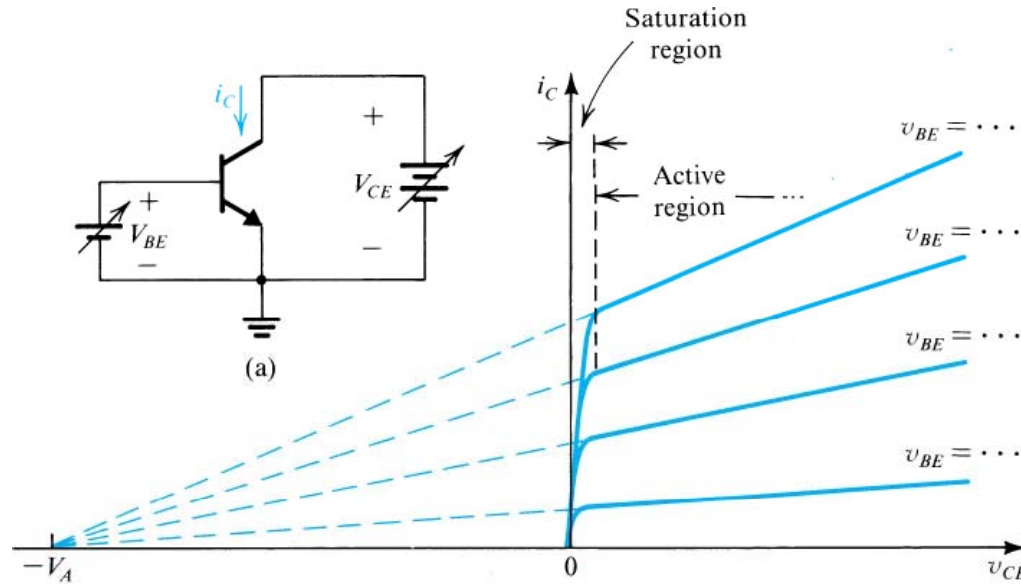 Saturation
region
i_C
i_C
v_BE = · · ·
+
Active
region
· · ·
V_CE
+
V_BE
v_BE = · · ·
−
−
(a)
v_BE = · · ·
v_BE = · · ·
−V_A
0
v_CE